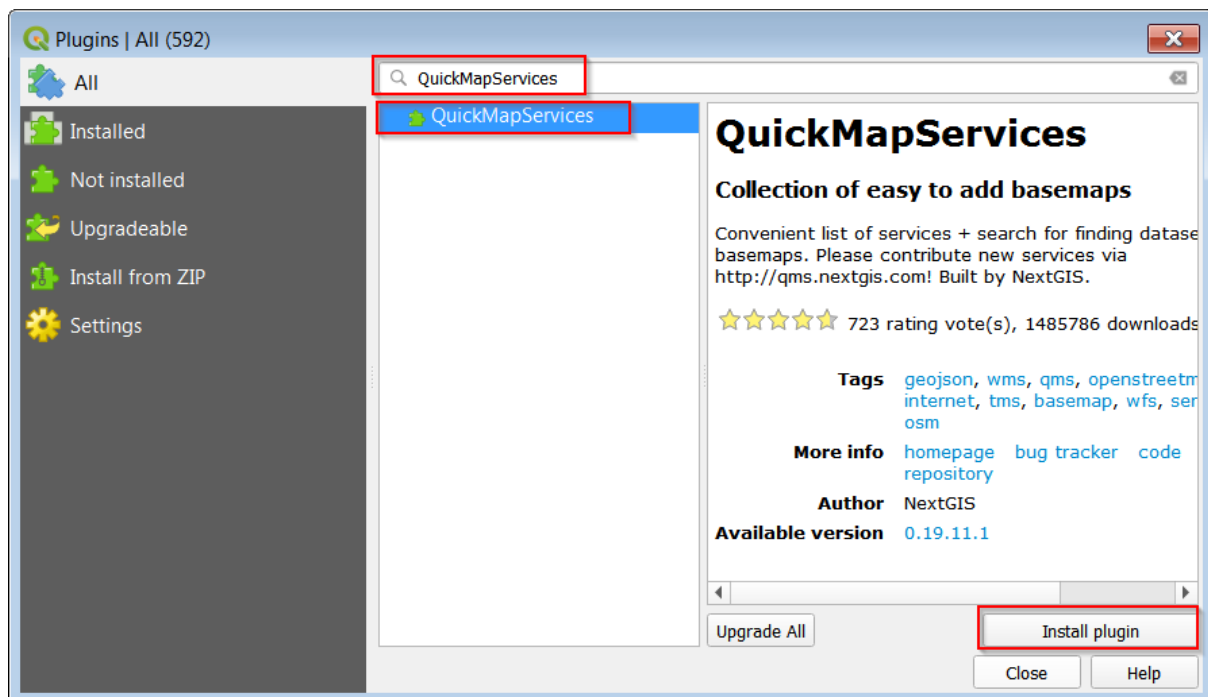 Plugins | All (592)
All
Installed
Not installed
Upgradeable
Install from ZIP
Settings
QuickMapServices
QuickMapServices
QuickMapServices
Collection of easy to add basemaps
Convenient list of services + search for finding datase
basemaps. Please contribute new services via
http://qms.nextgis.com! Built by NextGIS.
723 rating vote(s), 1485786 downloads
Tags geojson, wms, qms, openstreetm
internet, tms, basemap, wfs, ser
osm
More info homepage bug tracker code
repository
Author NextGIS
Available version 0.19.11.1
Upgrade All Install plugin
Close Help